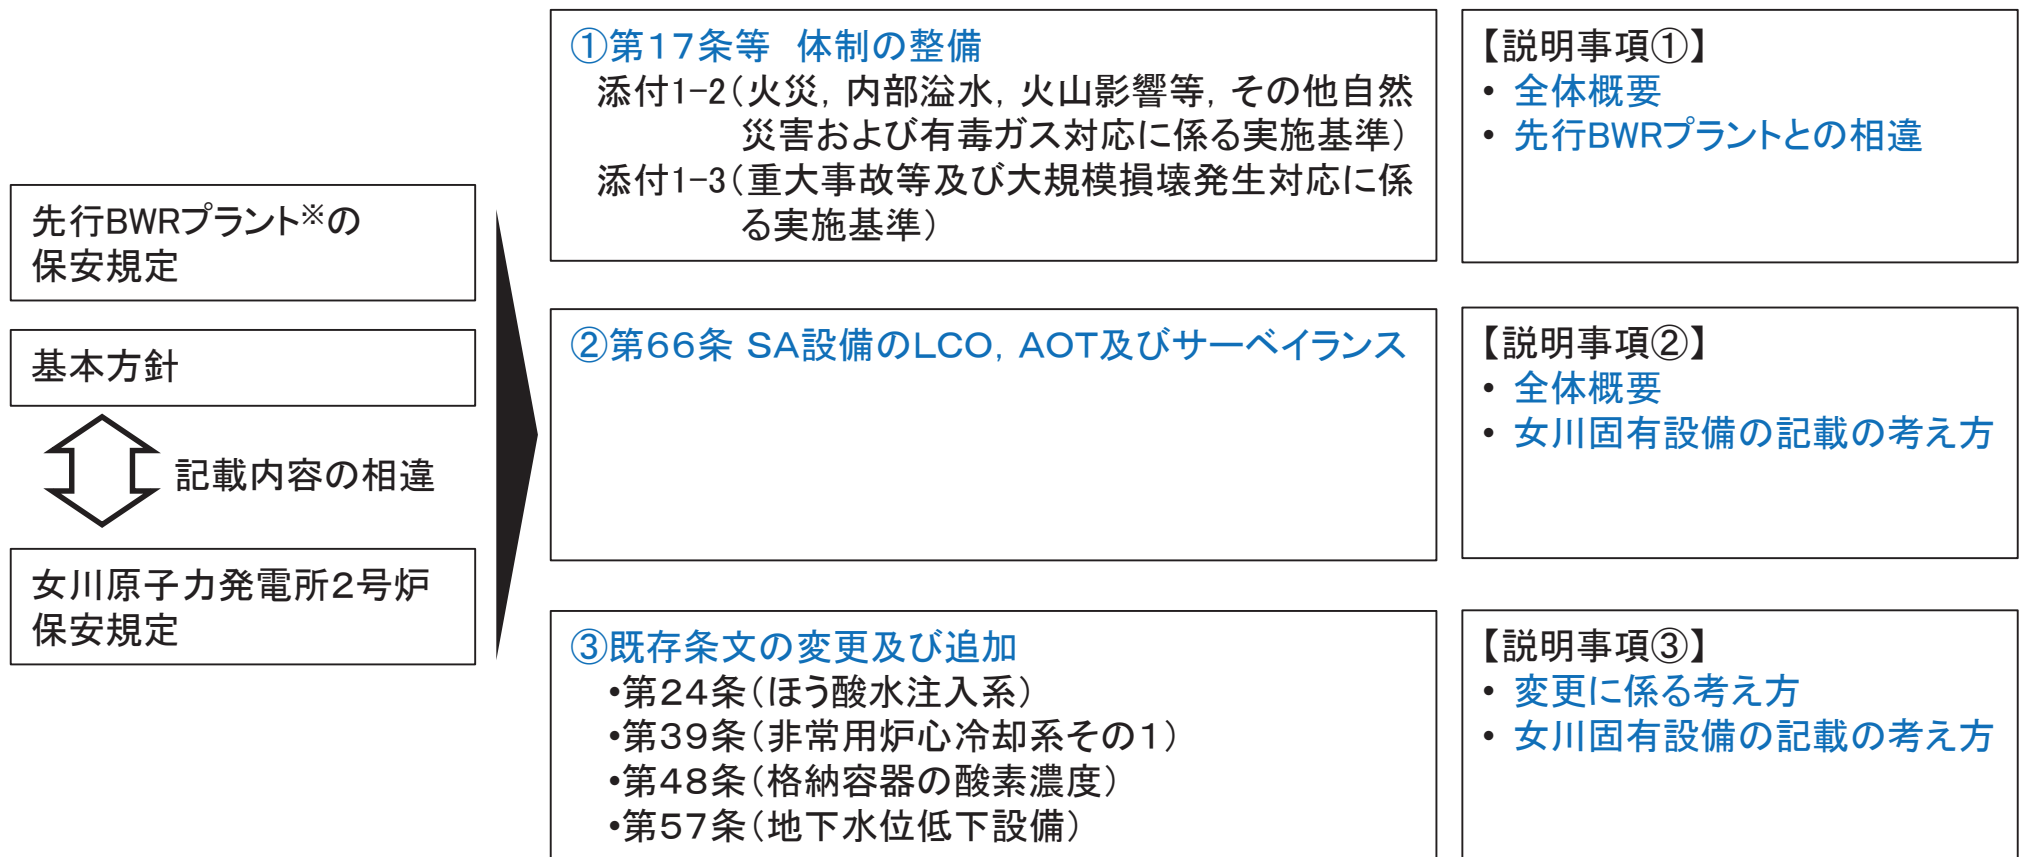 先行BWRプラント※の
保安規定
基本方針
記載内容の相違
女川原子力発電所２号炉
保安規定
①第１７条等　体制の整備
添付1-2（火災，内部溢水，火山影響等，その他自然
災害および有毒ガス対応に係る実施基準）
添付1-3（重大事故等及び大規模損壊発生対応に係
る実施基準）
【説明事項①】
• 全体概要
• 先行BWRプラントとの相違
②第６６条 ＳＡ設備のＬＣＯ，ＡＯＴ及びサーベイランス
【説明事項②】
• 全体概要
• 女川固有設備の記載の考え方
③既存条文の変更及び追加
•第２４条（ほう酸水注入系）
•第３９条（非常用炉心冷却系その１）
•第４８条（格納容器の酸素濃度）
•第５７条（地下水位低下設備）
【説明事項③】
• 変更に係る考え方
• 女川固有設備の記載の考え方